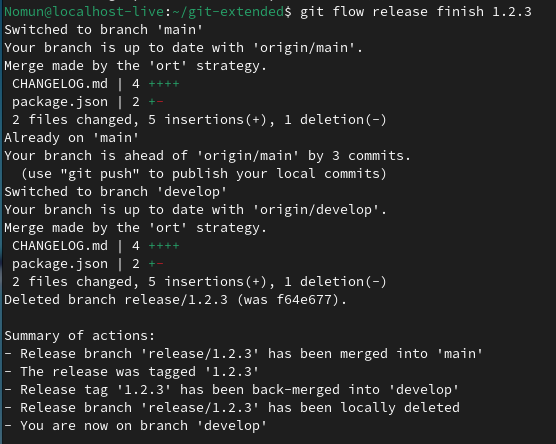 Nomun@localhost-live:~/git-extended$ git flow release finish 1.2.3
Switched to branch 'main'
Your branch is up to date with 'origin/main'.
Merge made by the 'ort' strategy.
 CHANGELOG.md | 4 ++++
 package.json | 2 +-
 2 files changed, 5 insertions(+), 1 deletion(-)
Already on 'main'
Your branch is ahead of 'origin/main' by 3 commits.
  (use "git push" to publish your local commits)
Switched to branch 'develop'
Your branch is up to date with 'origin/develop'.
Merge made by the 'ort' strategy.
 CHANGELOG.md | 4 ++++
 package.json | 2 +-
 2 files changed, 5 insertions(+), 1 deletion(-)
Deleted branch release/1.2.3 (was f64e677).

Summary of actions:
- Release branch 'release/1.2.3' has been merged into 'main'
- The release was tagged '1.2.3'
- Release tag '1.2.3' has been back-merged into 'develop'
- Release branch 'release/1.2.3' has been locally deleted
- You are now on branch 'develop'